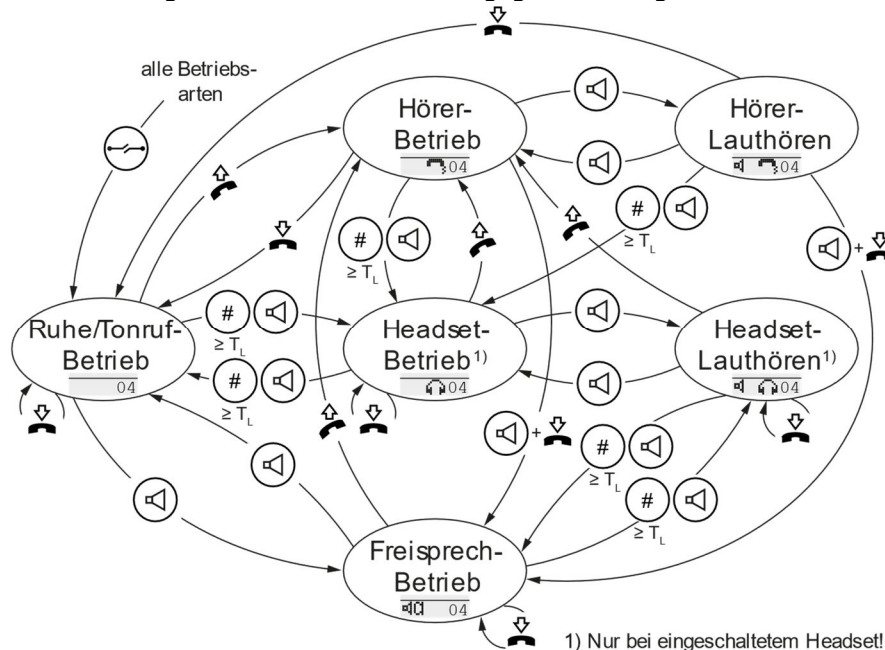 alle Betriebs-
arten
Hörer-
Betrieb
04
Hörer-
Lauthören
04
#
≥ TL
#
≥ TL
+
Ruhe/Tonruf-
Betrieb
04
#
≥ TL
#
≥ TL
Headset-
Betrieb1)
04
Headset-
Lauthören1)
04
+
#
≥ TL
#
≥ TL
Freisprech-
Betrieb
04
1) Nur bei eingeschaltetem Headset!